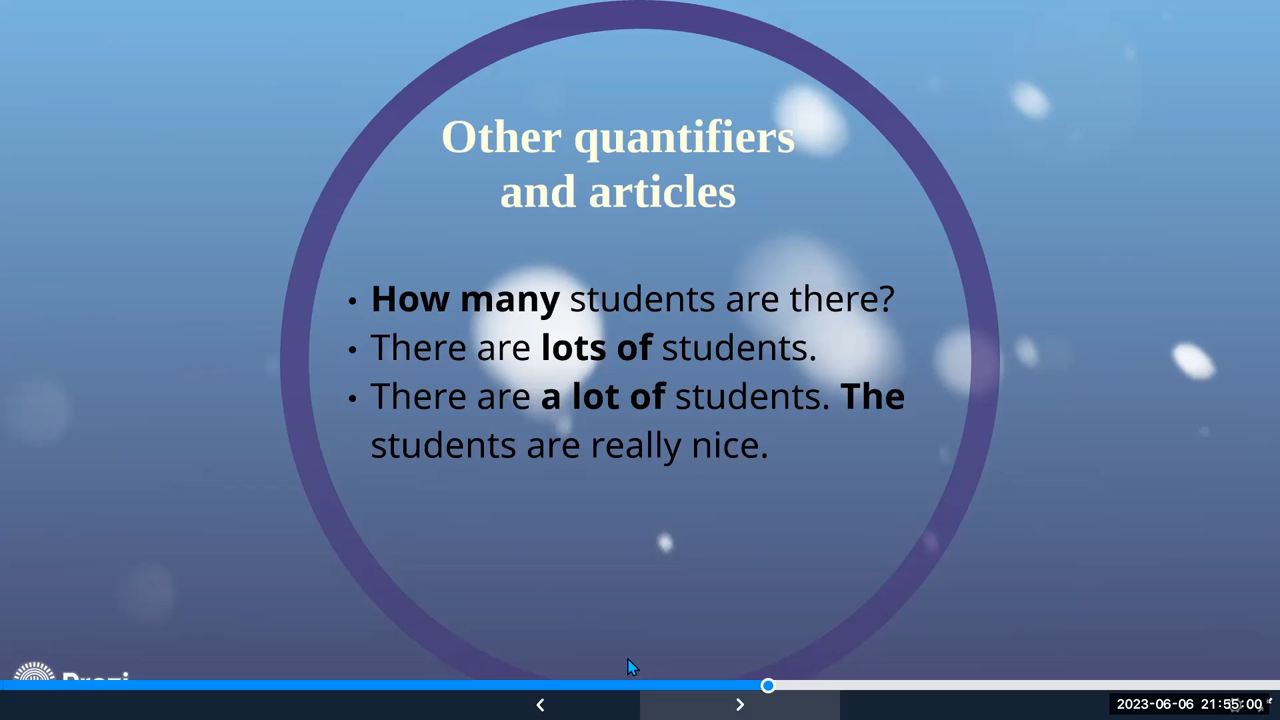 Other quantifiers
and articles
• How many students are there?
• There are lots of students.
• There are a lot of students. The
students are really nice.
Prezi
2023-06-06 21:55:00